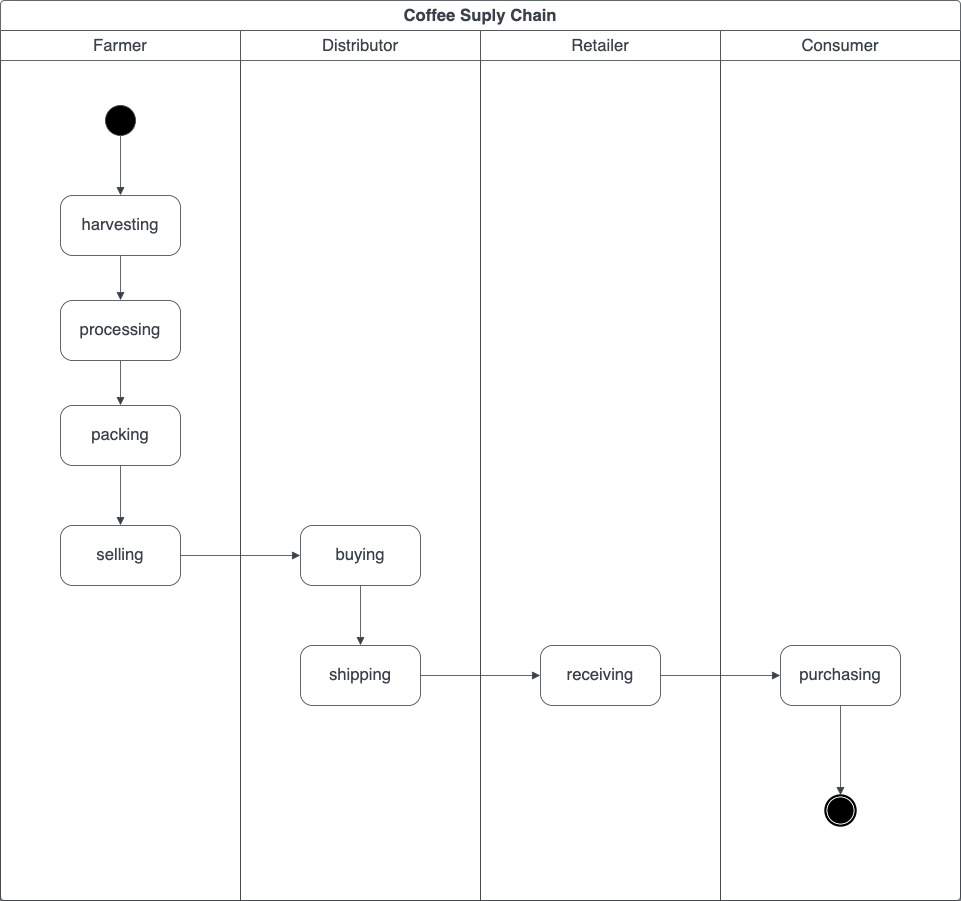 Coffee Suply Chain
Farmer
Distributor
Retailer
Consumer
harvesting
processing
packing
selling
buying
shipping
receiving
purchasing